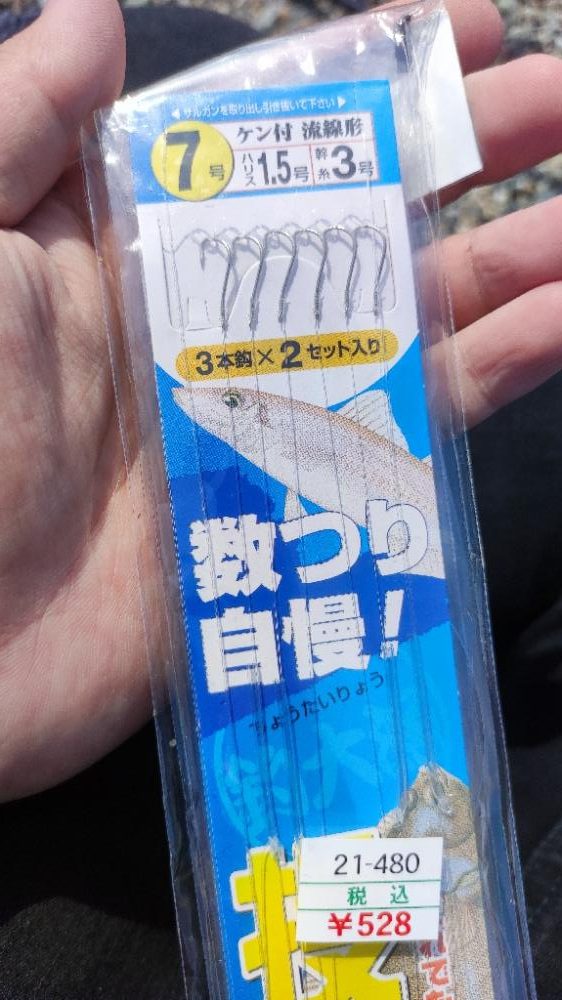 ◀ サルカンを取り出し引き抜いて下さい ▶
7号
ケン付 流線形
ハリス 1.5号 幹糸 3号
3本鈎×2セット入り
数つり
自慢!
ちょうたいりょう
21-480
税込
¥528